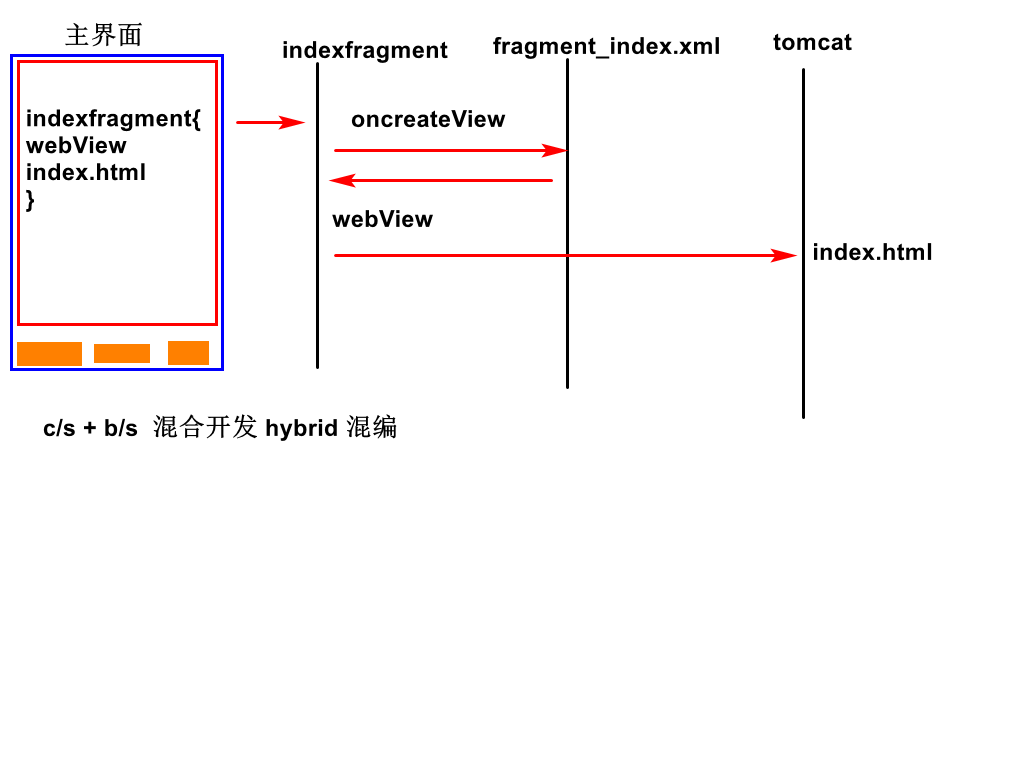 主界面
indexfragment
fragment_index.xml
tomcat
indexfragment{
webView
index.html
}
oncreateView
webView
index.html
c/s + b/s 混合开发 hybrid 混编